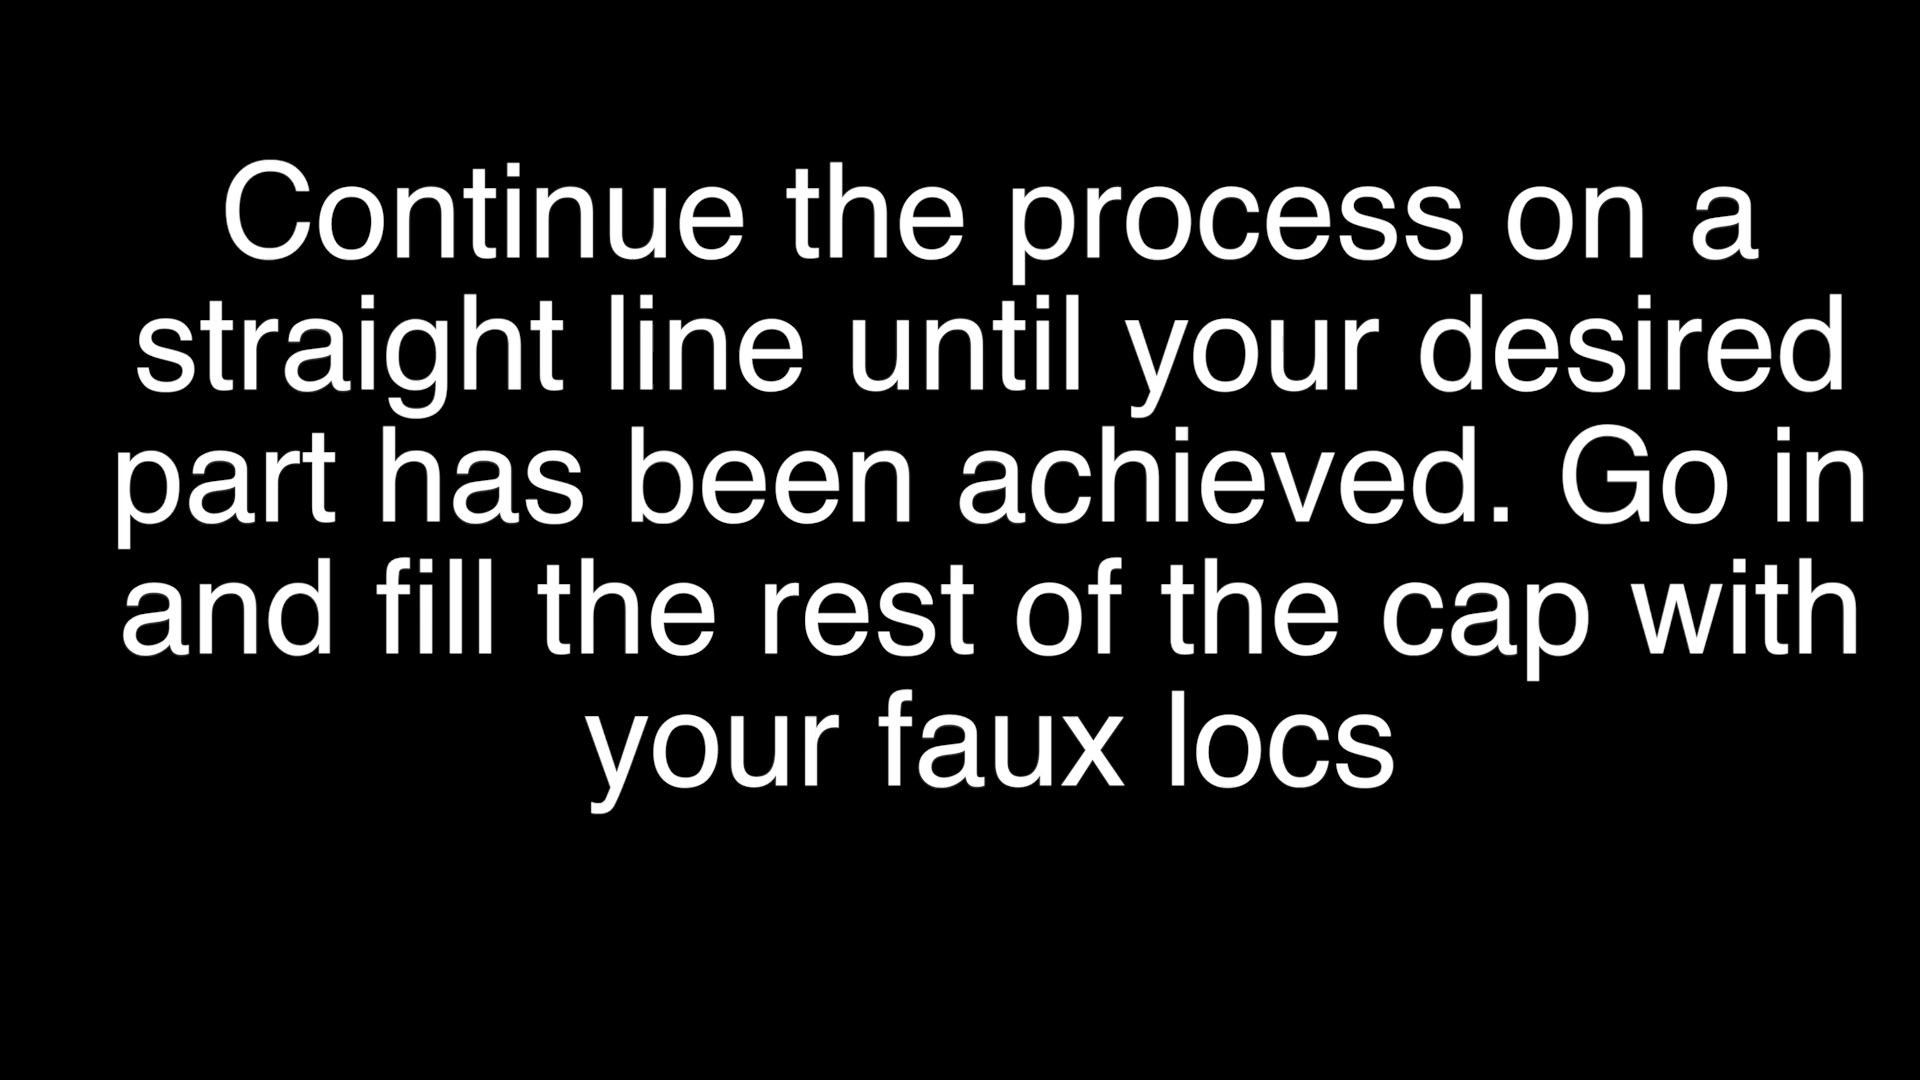 Continue the process on a
straight line until your desired
part has been achieved. Go in
and fill the rest of the cap with
your faux locs